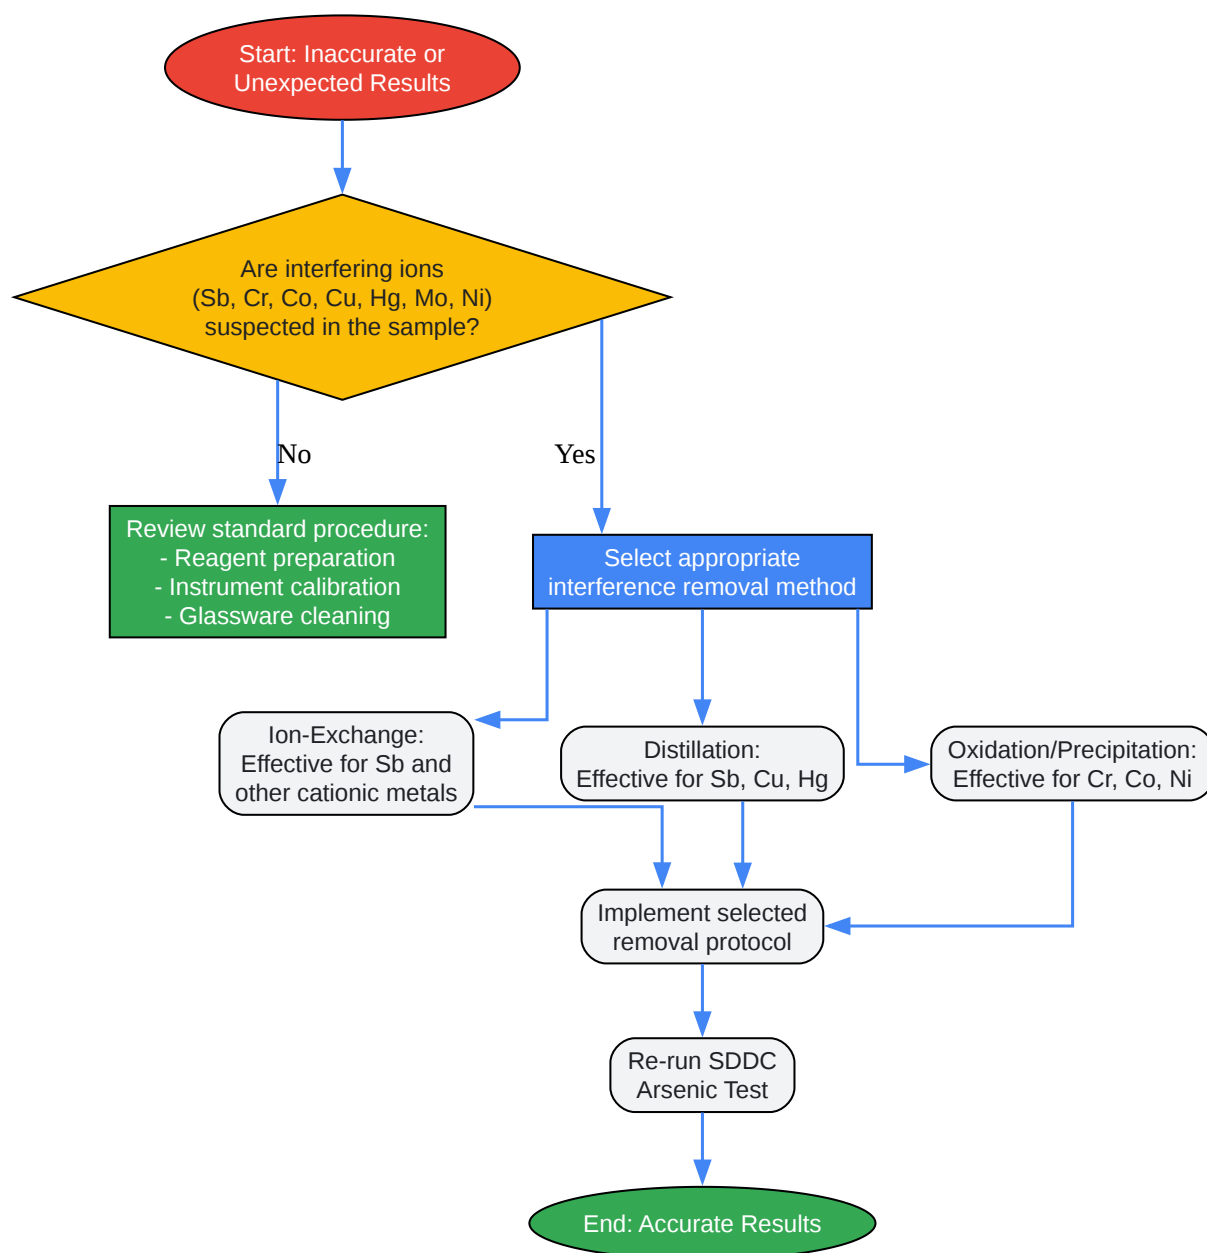 Start: Inaccurate or
Unexpected Results
Are interfering ions
(Sb, Cr, Co, Cu, Hg, Mo, Ni)
suspected in the sample?
No
Yes
Review standard procedure:
- Reagent preparation
- Instrument calibration
- Glassware cleaning
Select appropriate
interference removal method
Ion-Exchange:
Effective for Sb and
other cationic metals
Distillation:
Effective for Sb, Cu, Hg
Oxidation/Precipitation:
Effective for Cr, Co, Ni
Implement selected
removal protocol
Re-run SDDC
Arsenic Test
End: Accurate Results